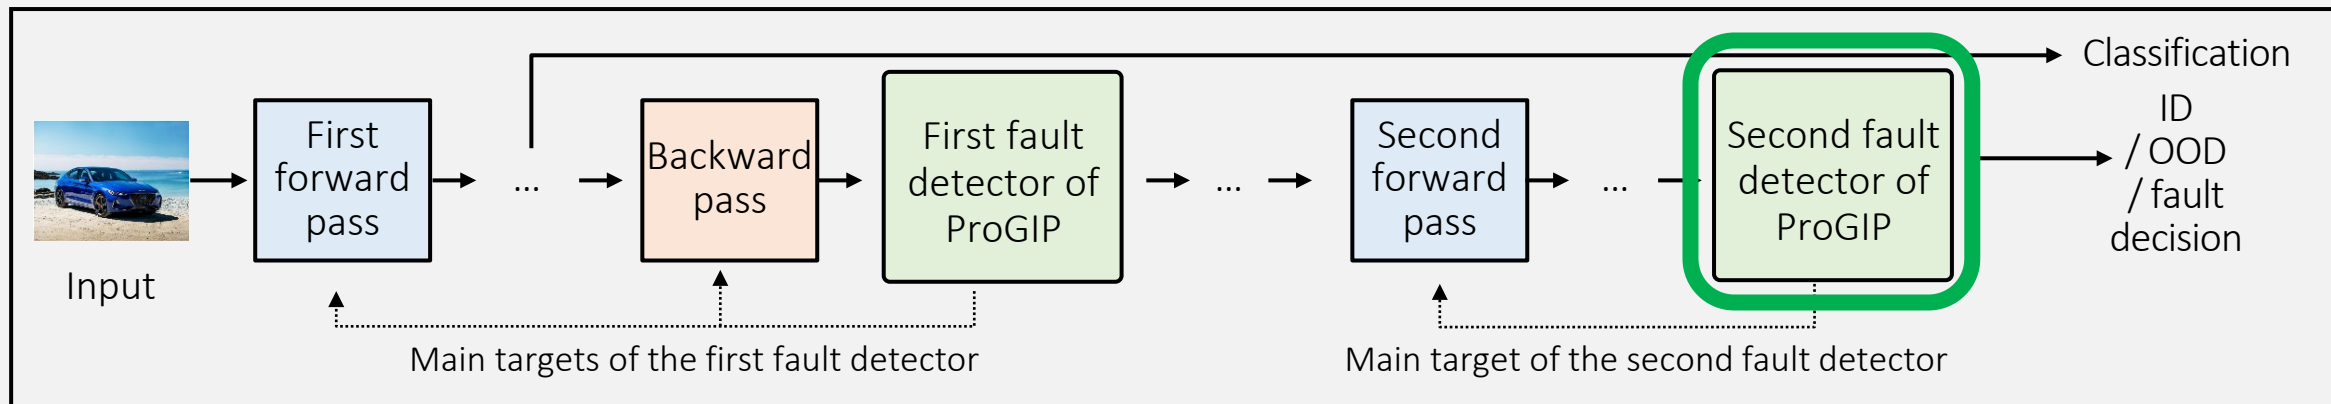 Input
First
forward
pass
...
Backward
pass
First fault
detector of
ProGIP
...
Second
forward
pass
...
Second fault
detector of
ProGIP
Classification
ID
/ OOD
/ fault
decision
Main targets of the first fault detector
Main target of the second fault detector